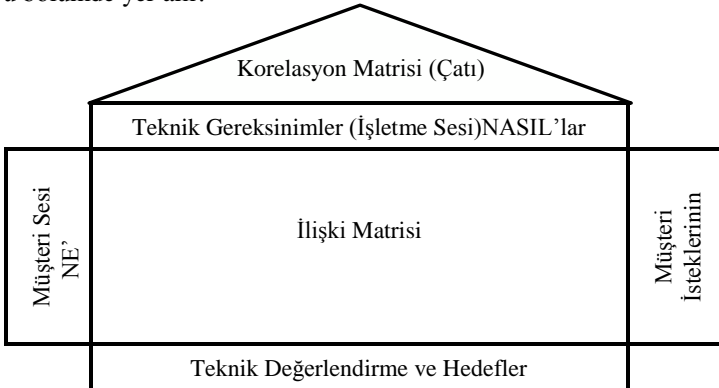 Korelasyon Matrisi (Çatı)
Teknik Gereksinimler (İşletme Sesi)NASIL’lar
Müşteri Sesi
NE’
İlişki Matrisi
Müşteri
İsteklerinin
Teknik Değerlendirme ve Hedefler